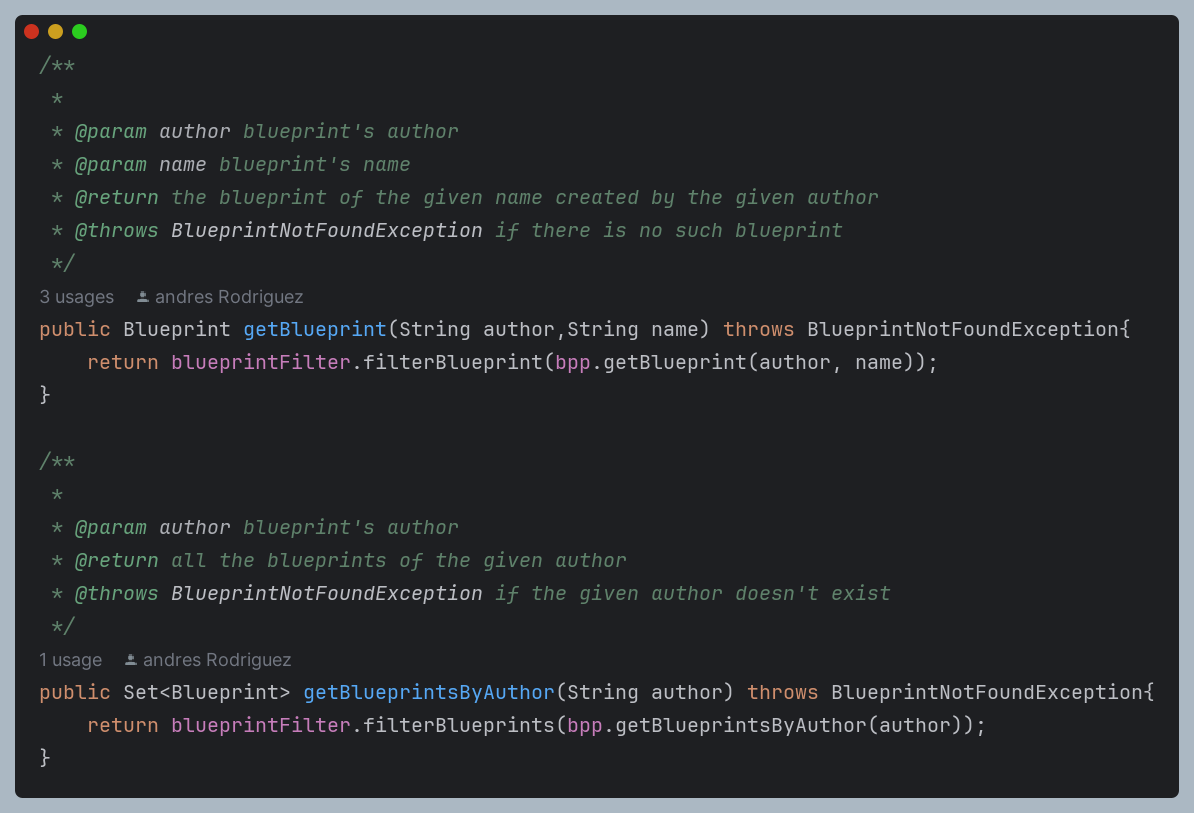 /**
 *
 * @param author blueprint's author
 * @param name blueprint's name
 * @return the blueprint of the given name created by the given author
 * @throws BlueprintNotFoundException if there is no such blueprint
 */
3 usages andres Rodriguez
public Blueprint getBlueprint(String author,String name) throws BlueprintNotFoundException{
    return blueprintFilter.filterBlueprint(bpp.getBlueprint(author, name));
}
/**
 *
 * @param author blueprint's author
 * @return all the blueprints of the given author
 * @throws BlueprintNotFoundException if the given author doesn't exist
 */
1 usage andres Rodriguez
public Set<Blueprint> getBlueprintsByAuthor(String author) throws BlueprintNotFoundException{
    return blueprintFilter.filterBlueprints(bpp.getBlueprintsByAuthor(author));
}